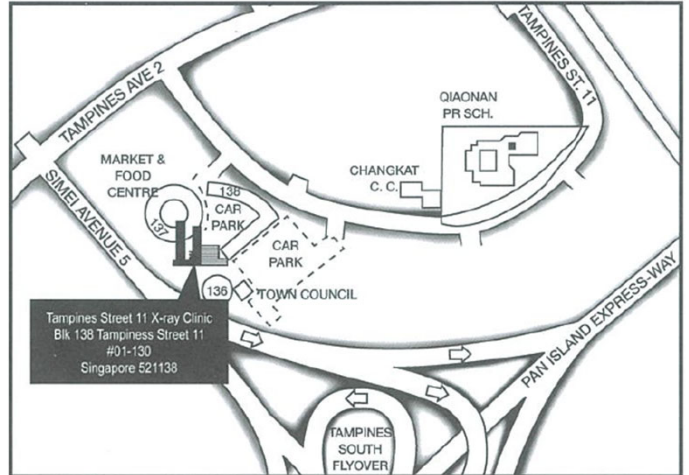 TAMPINES ST. 11
QIAONAN
PR SCH.
TAMPINES AVE 2
MARKET &
FOOD
CENTRE
CHANGKAT
C. C.
138
CAR
PARK
SIMEI AVENUE 5
137
CAR
PARK
136
TOWN COUNCIL
Tampines Street 11 X-ray Clinic
Blk 138 Tampiness Street 11
#01-130
Singapore 521138
PAN ISLAND EXPRESS-WAY
TAMPINES
SOUTH
FLYOVER